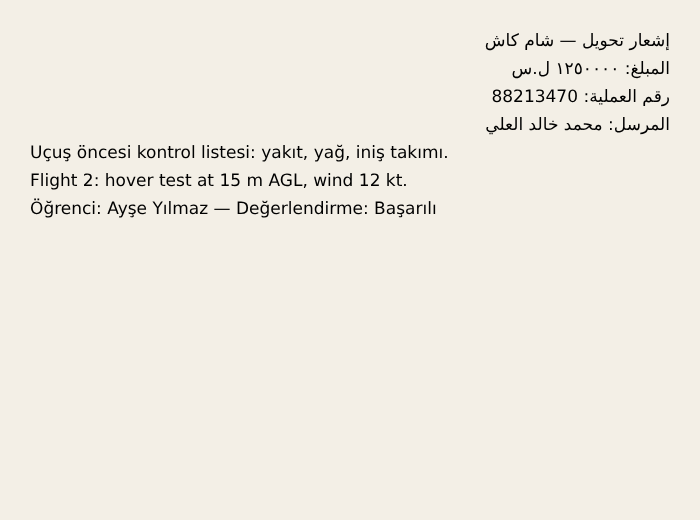 إشعار تحويل — شام كاش
المبلغ: ١٢٥٠٠٠٠ ل.س
رقم العملية: 88213470
المرسل: محمد خالد العلي
Uçuş öncesi kontrol listesi: yakıt, yağ, iniş takımı.
Flight 2: hover test at 15 m AGL, wind 12 kt.
Öğrenci: Ayşe Yılmaz — Değerlendirme: Başarılı